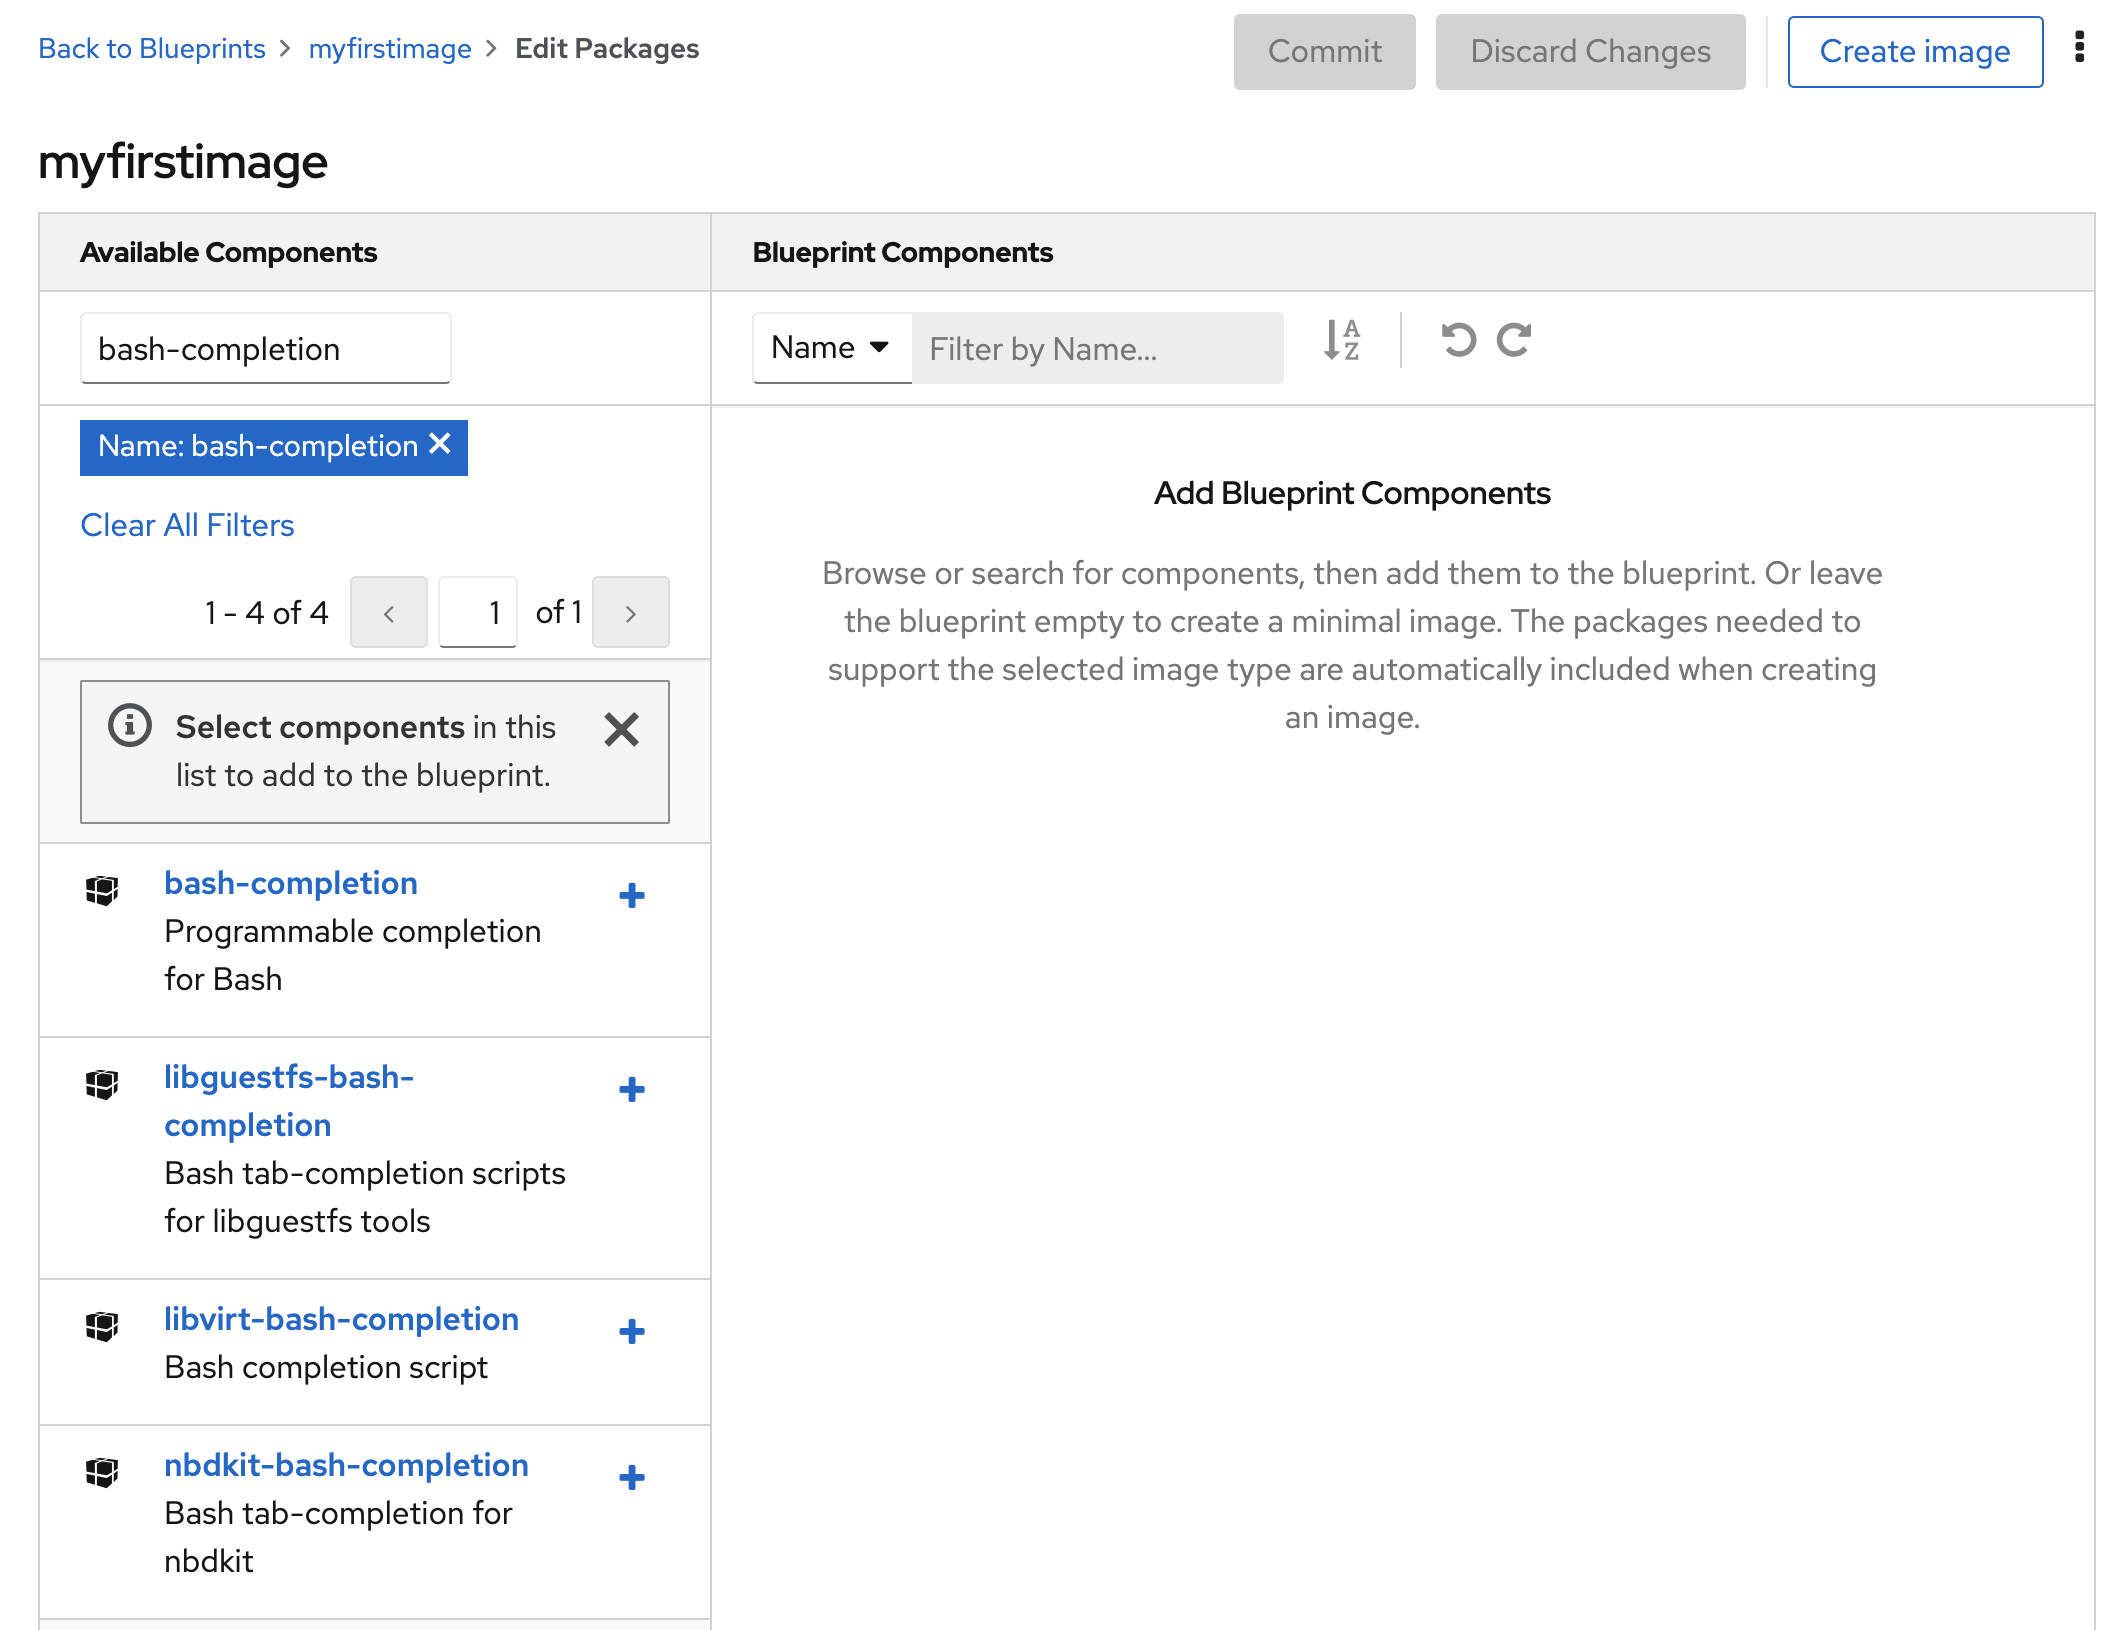 Back to Blueprints > myfirstimage > Edit Packages
Commit
Discard Changes
Create image
myfirstimage
Available Components
Blueprint Components
bash-completion
Name
Filter by Name...
A
Z
Name: bash-completion
Clear All Filters
1 - 4 of 4 < 1 of 1 >
Select components in this
list to add to the blueprint.
bash-completion
Programmable completion
for Bash
libguestfs-bash-
completion
Bash tab-completion scripts
for libguestfs tools
libvirt-bash-completion
Bash completion script
nbdkit-bash-completion
Bash tab-completion for
nbdkit
Add Blueprint Components
Browse or search for components, then add them to the blueprint. Or leave
the blueprint empty to create a minimal image. The packages needed to
support the selected image type are automatically included when creating
an image.